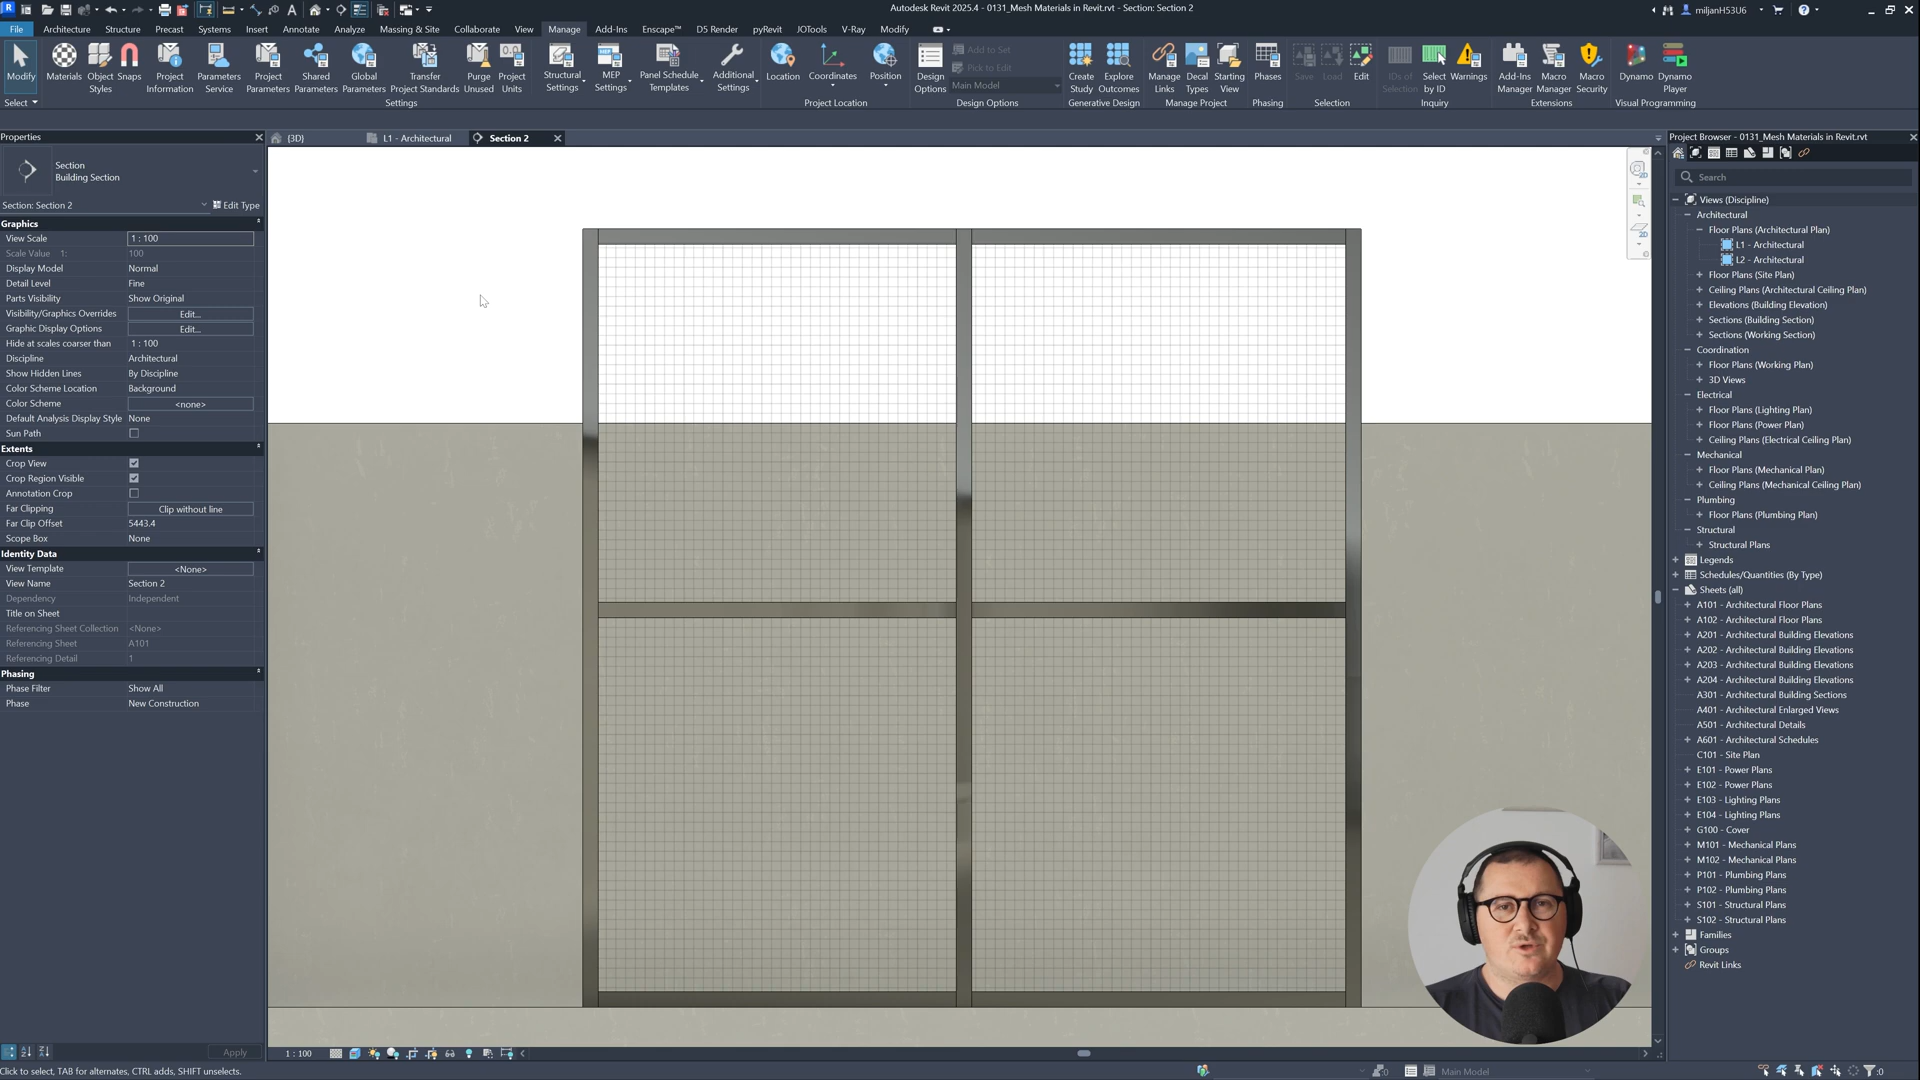 Autodesk Revit 2025.4 - 0131_Mesh Materials in Revit.rvt - Section: Section 2
miljanH53U6
File Architecture Structure Precast Systems Insert Annotate Analyze Massing & Site Collaborate View Manage Add-Ins Enscape™ D5 Render pyRevit JOTools V-Ray Modify
Modify
Materials
Object Styles
Snaps
Project Information
Parameters Service
Project Parameters
Shared Parameters
Global Parameters
Transfer Project Standards
Purge Unused
Project Units
Structural Settings
MEP Settings
Panel Schedule Templates
Additional Settings
Location
Coordinates
Position
Design Options
Add to Set
Pick to Edit
Main Model
Create Study
Explore Outcomes
Manage Links
Decal Types
Starting View
Phases
Save
Load
Edit
IDs of Selection
Select by ID
Warnings
Add-Ins Manager
Macro Manager
Macro Security
Dynamo
Dynamo Player
Select
Settings
Project Location
Design Options
Generative Design
Manage Project
Phasing
Selection
Inquiry
Extensions
Visual Programming
Properties
Section
Building Section
Section: Section 2
Edit Type
Graphics
View Scale 1 : 100
Scale Value 1: 100
Display Model Normal
Detail Level Fine
Parts Visibility Show Original
Visibility/Graphics Overrides Edit...
Graphic Display Options Edit...
Hide at scales coarser than 1 : 100
Discipline Architectural
Show Hidden Lines By Discipline
Color Scheme Location Background
Color Scheme <none>
Default Analysis Display Style None
Sun Path
Extents
Crop View
Crop Region Visible
Annotation Crop
Far Clipping Clip without line
Far Clip Offset 5443.4
Scope Box None
Identity Data
View Template <None>
View Name Section 2
Dependency Independent
Title on Sheet
Referencing Sheet Collection <None>
Referencing Sheet A101
Referencing Detail 1
Phasing
Phase Filter Show All
Phase New Construction
Apply
{3D}
L1 - Architectural
Section 2
2D
2D
Project Browser - 0131_Mesh Materials in Revit.rvt
Search
Views (Discipline)
Architectural
Floor Plans (Architectural Plan)
L1 - Architectural
L2 - Architectural
Floor Plans (Site Plan)
Ceiling Plans (Architectural Ceiling Plan)
Elevations (Building Elevation)
Sections (Building Section)
Sections (Working Section)
Coordination
Floor Plans (Working Plan)
3D Views
Electrical
Floor Plans (Lighting Plan)
Floor Plans (Power Plan)
Ceiling Plans (Electrical Ceiling Plan)
Mechanical
Floor Plans (Mechanical Plan)
Ceiling Plans (Mechanical Ceiling Plan)
Plumbing
Floor Plans (Plumbing Plan)
Structural
Structural Plans
Legends
Schedules/Quantities (By Type)
Sheets (all)
A101 - Architectural Floor Plans
A102 - Architectural Floor Plans
A201 - Architectural Building Elevations
A202 - Architectural Building Elevations
A203 - Architectural Building Elevations
A204 - Architectural Building Elevations
A301 - Architectural Building Sections
A401 - Architectural Enlarged Views
A501 - Architectural Details
A601 - Architectural Schedules
C101 - Site Plan
E101 - Power Plans
E102 - Power Plans
E103 - Lighting Plans
E104 - Lighting Plans
G100 - Cover
M101 - Mechanical Plans
M102 - Mechanical Plans
P101 - Plumbing Plans
P102 - Plumbing Plans
S101 - Structural Plans
S102 - Structural Plans
Families
Groups
Revit Links
1 : 100
Click to select, TAB for alternates, CTRL adds, SHIFT unselects.
:0
Main Model
:0